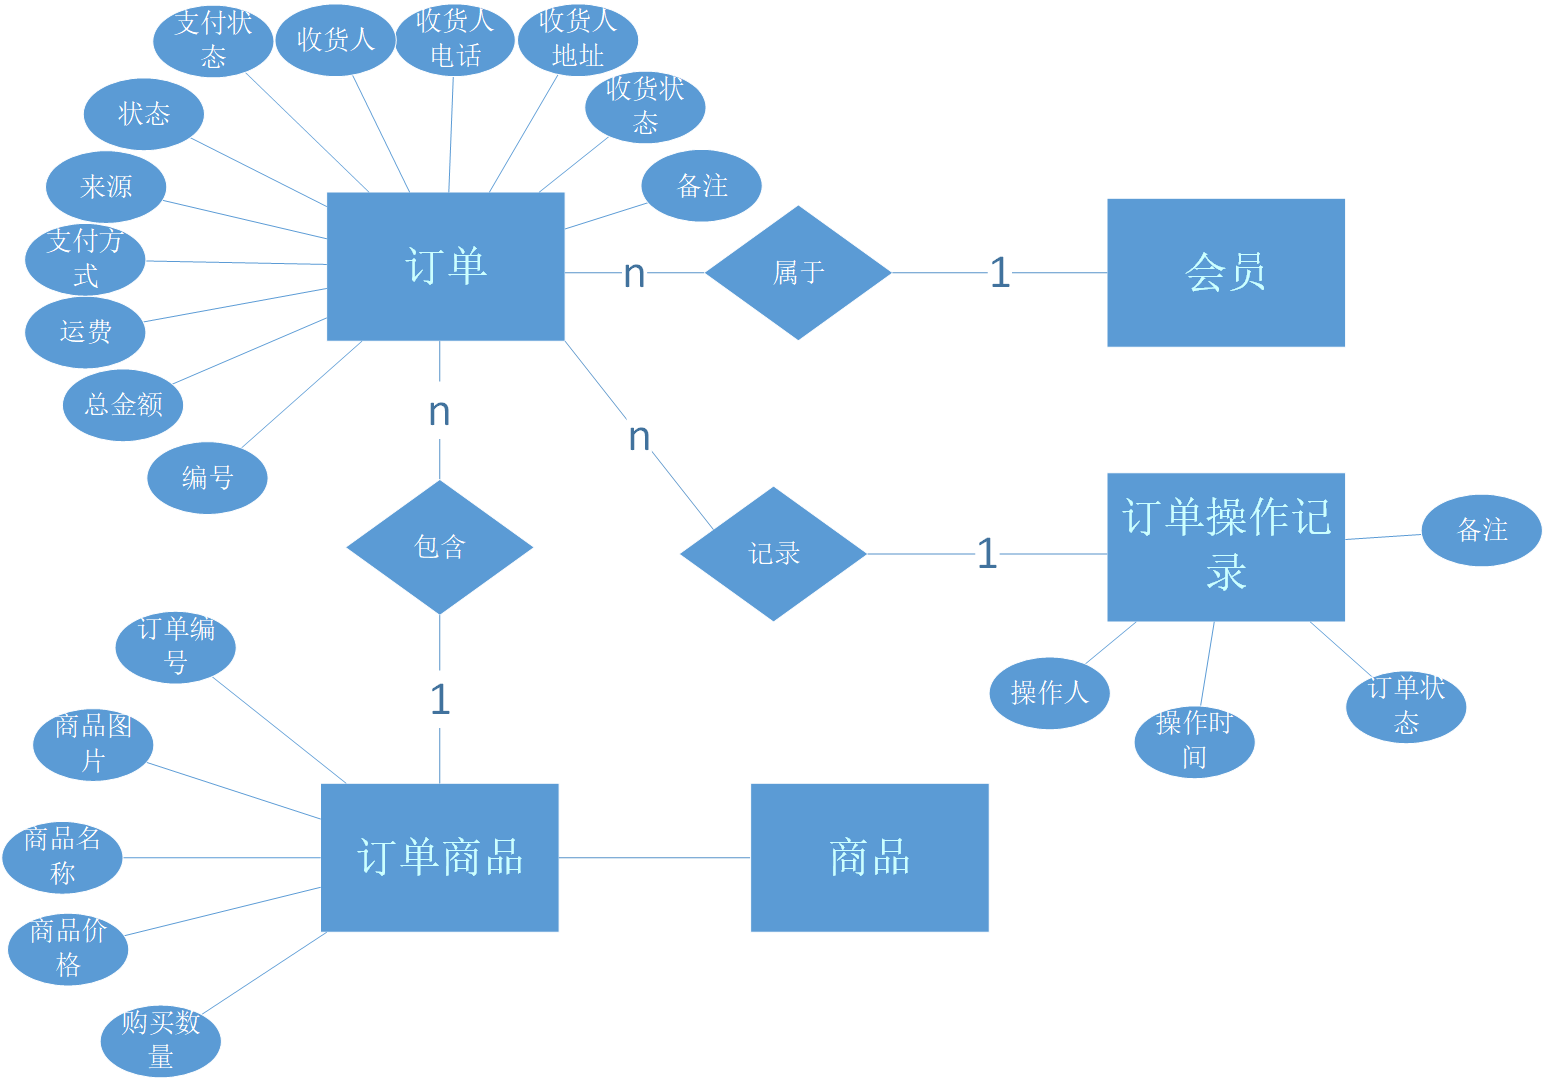 支付状
态
收货人
收货人
电话
收货人
地址
收货状
态
状态
备注
来源
支付方
式
订单
n
属于
1
会员
运费
总金额
编号
n
n
包含
记录
1
订单操作记
录
备注
操作人
操作时
间
订单状
态
1
订单编
号
商品图
片
商品名
称
商品价
格
购买数
量
订单商品
商品